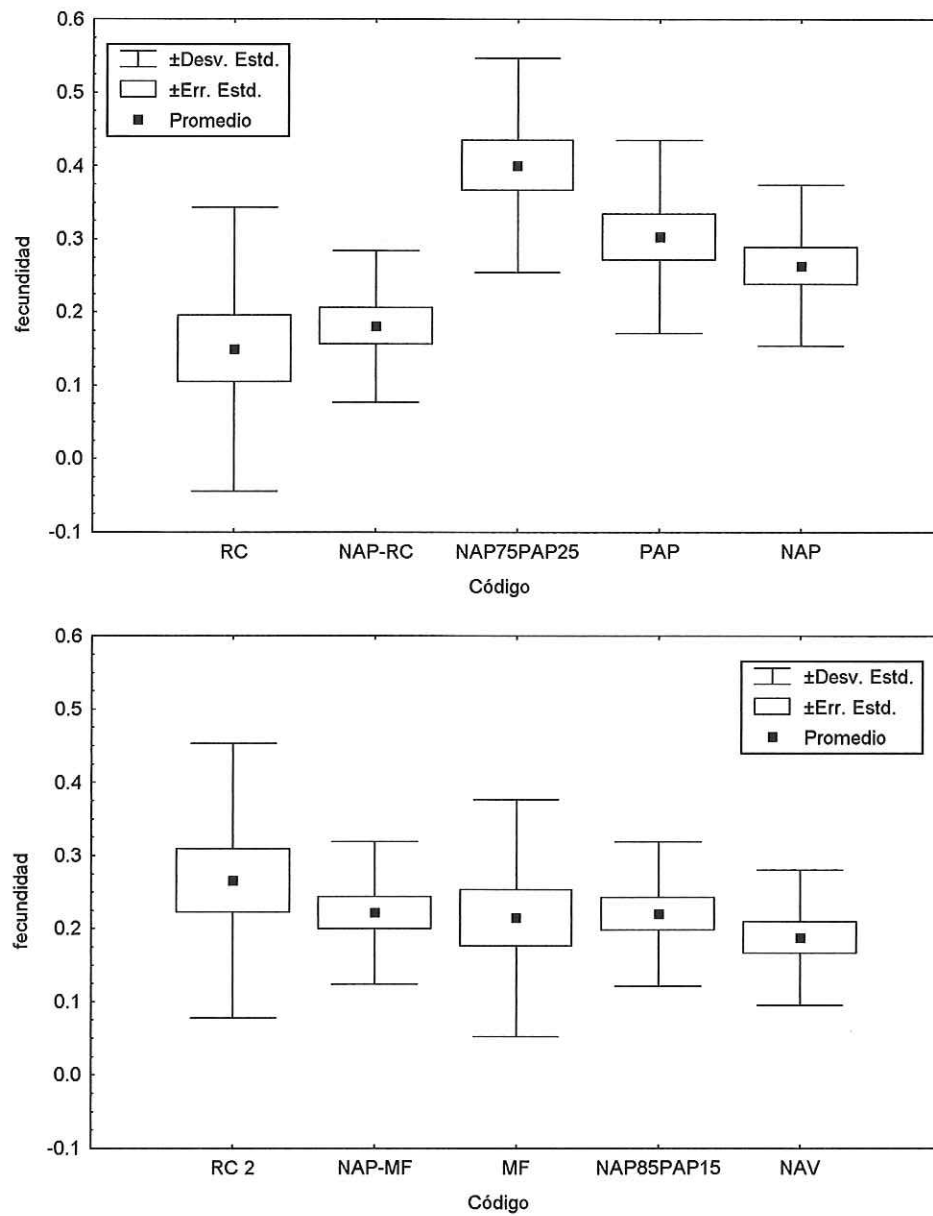 0.6
±Desv. Estd.
±Err. Estd.
Promedio
0.5
0.4
0.3
0.2
0.1
0.0
-0.1
fecundidad
RC NAP-RC NAP75PAP25 PAP NAP
Código
0.6
±Desv. Estd.
±Err. Estd.
Promedio
0.5
0.4
0.3
0.2
0.1
0.0
-0.1
fecundidad
RC 2 NAP-MF MF NAP85PAP15 NAV
Código